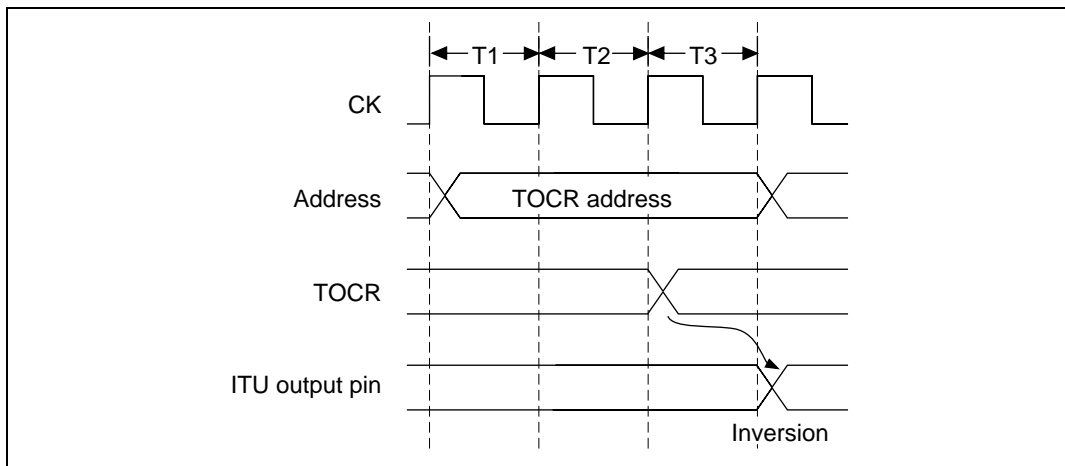 T1 T2 T3
CK
Address TOCR address
TOCR
ITU output pin
Inversion